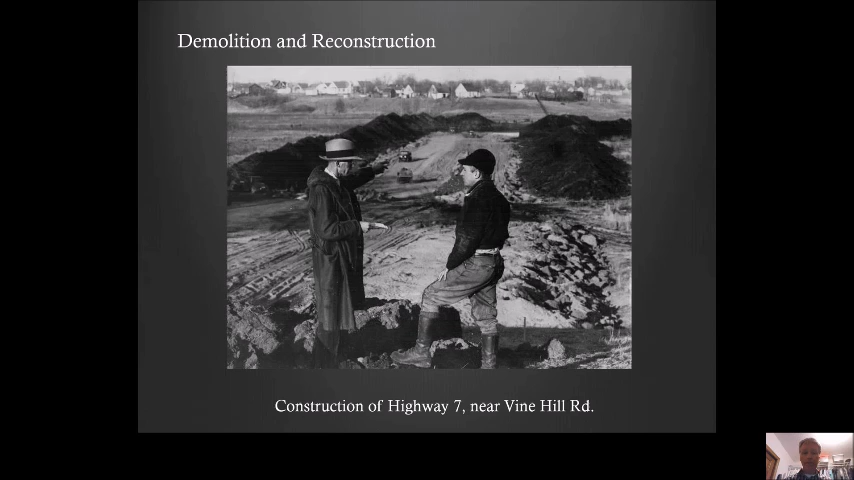 Demolition and Reconstruction
Construction of Highway 7, near Vine Hill Rd.